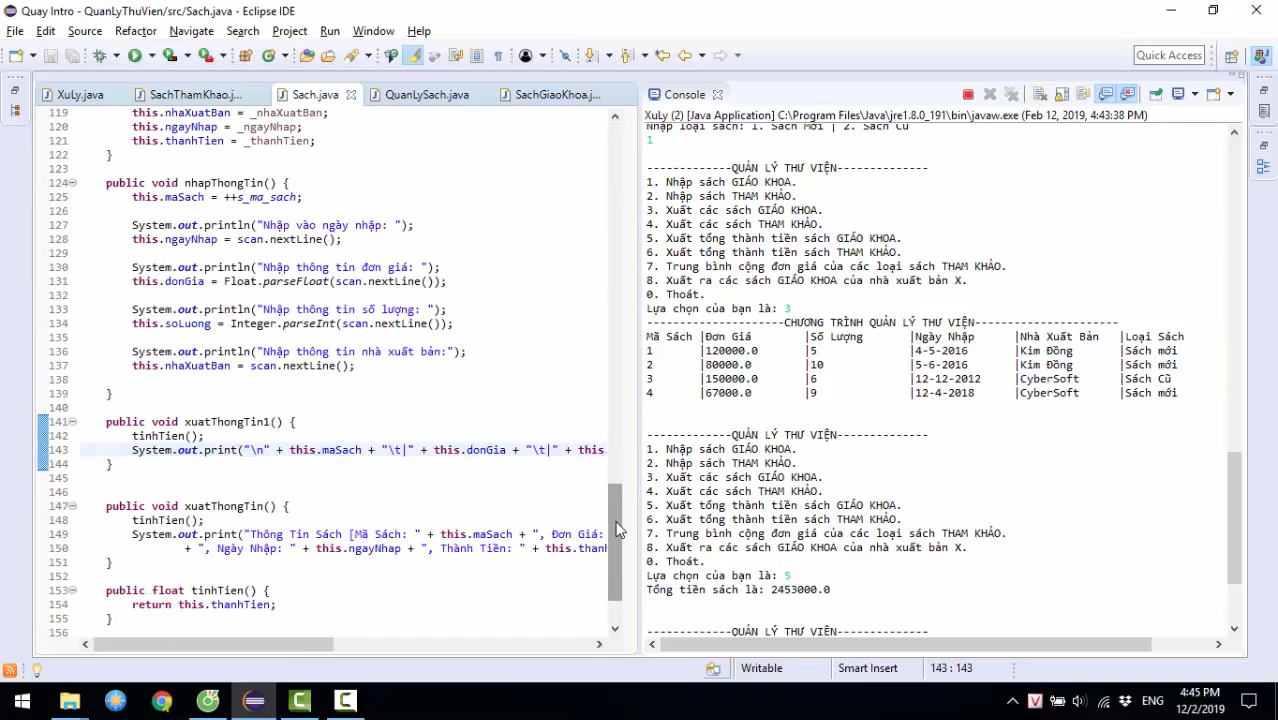 Quay Intro - QuanLyThuVien/src/Sach.java - Eclipse IDE
File Edit Source Refactor Navigate Search Project Run Window Help
Quick Access
XuLy.java SachThamKhao.j... Sach.java QuanLySach.java SachGiaoKhoa.j...
119 this.nhaXuatBan = _nhaXuatBan;
120 this.ngayNhap = _ngayNhap;
121 this.thanhTien = _thanhTien;
122 }
123
124 public void nhapThongTin() {
125 this.maSach = ++s_ma_sach;
126
127 System.out.println("Nhập vào ngày nhập: ");
128 this.ngayNhap = scan.nextLine();
129
130 System.out.println("Nhập thông tin đơn giá: ");
131 this.donGia = Float.parseFloat(scan.nextLine());
132
133 System.out.println("Nhập thông tin số lượng: ");
134 this.soLuong = Integer.parseInt(scan.nextLine());
135
136 System.out.println("Nhập thông tin nhà xuất bản:");
137 this.nhaXuatBan = scan.nextLine();
138
139 }
140
141 public void xuatThongTin1() {
142 tinhTien();
143 System.out.print("\n" + this.maSach + "\t|" + this.donGia + "\t|" + this.
144 }
145
146
147 public void xuatThongTin() {
148 tinhTien();
149 System.out.print("Thông Tin Sách [Mã Sách: " + this.maSach + ", Đơn Giá:
150 + ", Ngày Nhập: " + this.ngayNhap + ", Thành Tiền: " + this.thanh
151 }
152
153 public float tinhTien() {
154 return this.thanhTien;
155 }
156
Console
XuLy (2) [Java Application] C:\Program Files\Java\jre1.8.0_191\bin\javaw.exe (Feb 12, 2019, 4:43:38 PM)
Nhập loại sách: 1. Sách Mới | 2. Sách Cũ
1
-------------QUẢN LÝ THƯ VIỆN--------------
1. Nhập sách GIÁO KHOA.
2. Nhập sách THAM KHẢO.
3. Xuất các sách GIÁO KHOA.
4. Xuất các sách THAM KHẢO.
5. Xuất tổng thành tiền sách GIÁO KHOA.
6. Xuất tổng thành tiền sách THAM KHẢO.
7. Trung bình cộng đơn giá của các loại sách THAM KHẢO.
8. Xuất ra các sách GIÁO KHOA của nhà xuất bản X.
0. Thoát.
Lựa chọn của bạn là: 3
---------------------CHƯƠNG TRÌNH QUẢN LÝ THƯ VIỆN----------------------
Mã Sách |Đơn Giá |Số Lượng |Ngày Nhập |Nhà Xuất Bản |Loại Sách
1 |120000.0 |5 |4-5-2016 |Kim Đồng |Sách mới
2 |80000.0 |10 |5-6-2016 |Kim Đồng |Sách mới
3 |150000.0 |6 |12-12-2012 |CyberSoft |Sách Cũ
4 |67000.0 |9 |12-4-2018 |CyberSoft |Sách mới
-------------QUẢN LÝ THƯ VIỆN--------------
1. Nhập sách GIÁO KHOA.
2. Nhập sách THAM KHẢO.
3. Xuất các sách GIÁO KHOA.
4. Xuất các sách THAM KHẢO.
5. Xuất tổng thành tiền sách GIÁO KHOA.
6. Xuất tổng thành tiền sách THAM KHẢO.
7. Trung bình cộng đơn giá của các loại sách THAM KHẢO.
8. Xuất ra các sách GIÁO KHOA của nhà xuất bản X.
0. Thoát.
Lựa chọn của bạn là: 5
Tổng tiền sách là: 2453000.0
-------------QUẢN LÝ THƯ VIỆN--------------
Writable Smart Insert 143 : 143
ENG
4:45 PM
12/2/2019